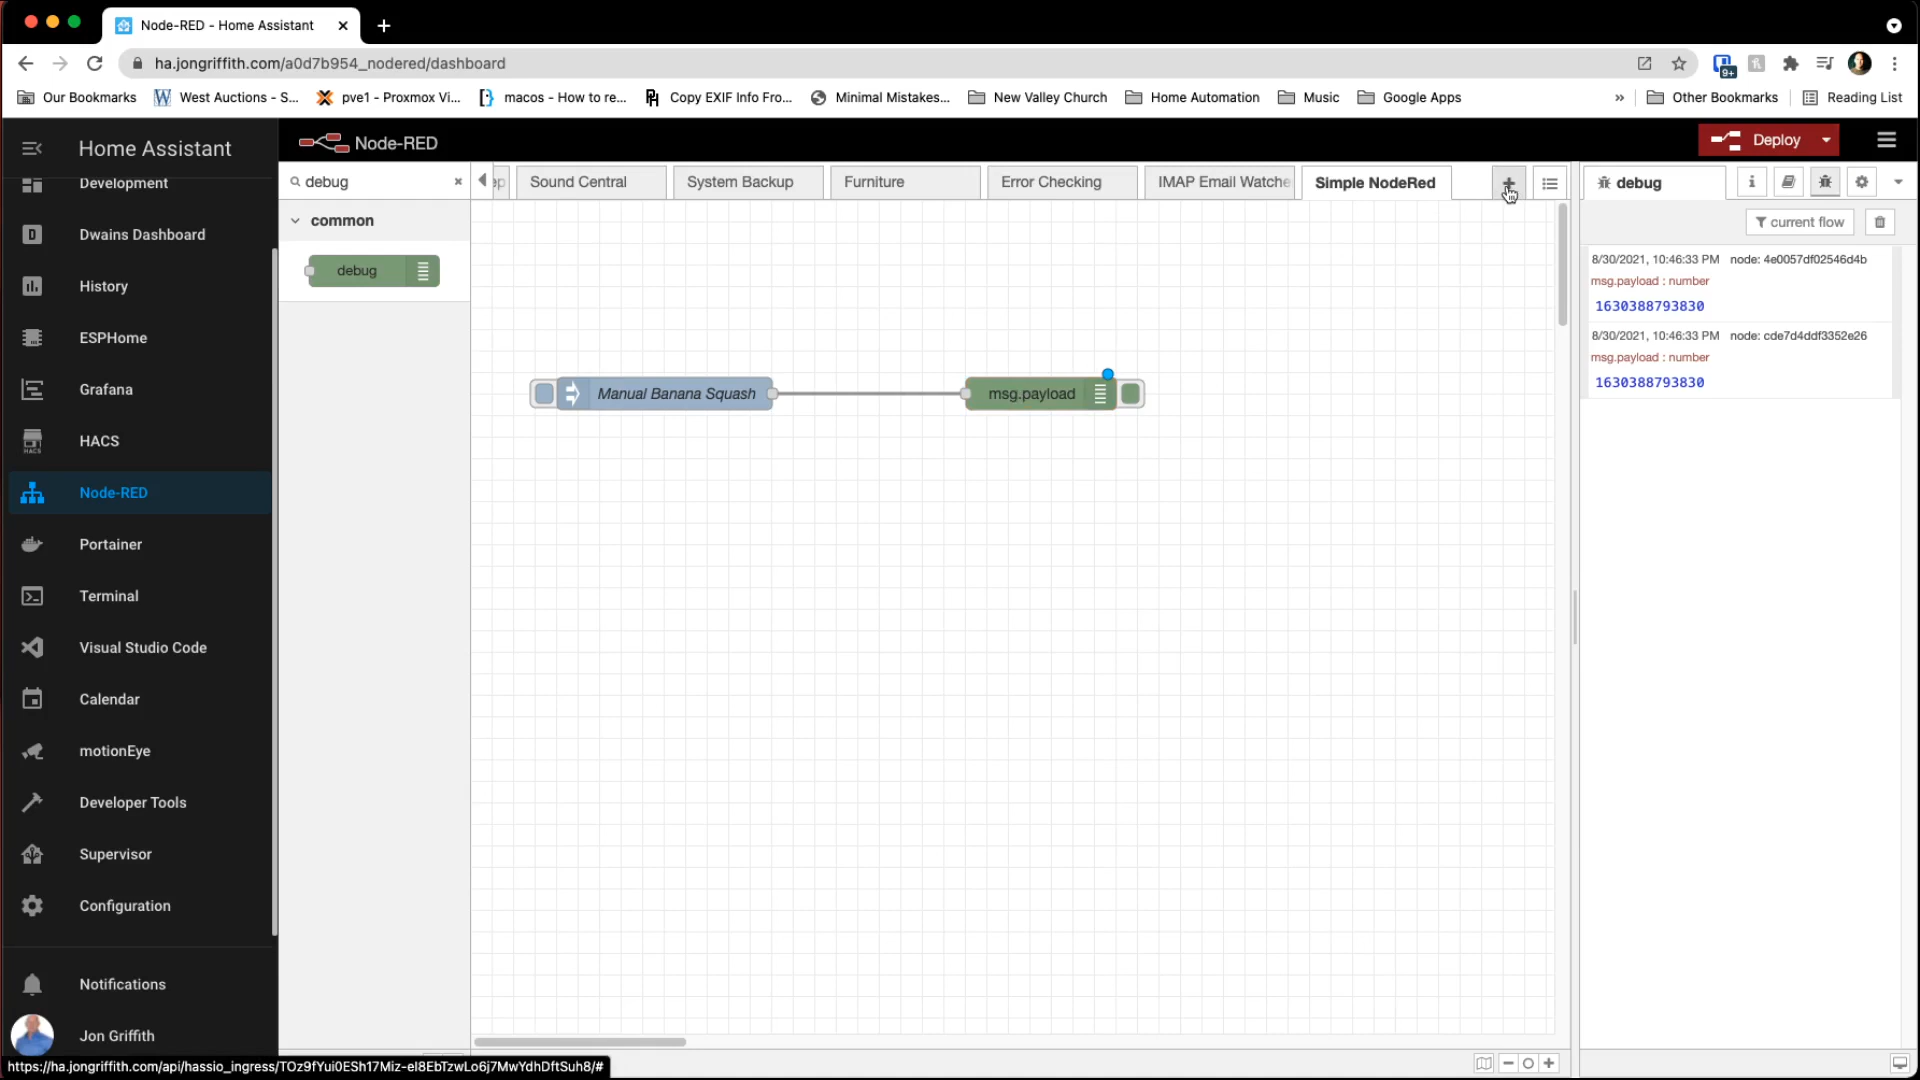 Node-RED - Home Assistant
ha.jongriffith.com/a0d7b954_nodered/dashboard
9+
Our Bookmarks
West Auctions - S...
pve1 - Proxmox Vi...
macos - How to re...
Copy EXIF Info Fro...
Minimal Mistakes...
New Valley Church
Home Automation
Music
Google Apps
»
Other Bookmarks
Reading List
Home Assistant
Node-RED
Deploy
Development
Dwains Dashboard
History
ESPHome
Grafana
HACS
Node-RED
Portainer
Terminal
Visual Studio Code
Calendar
motionEye
Developer Tools
Supervisor
Configuration
Notifications
Jon Griffith
debug
common
debug
Sound Central
System Backup
Furniture
Error Checking
IMAP Email Watche
Simple NodeRed
Manual Banana Squash
msg.payload
debug
current flow
8/30/2021, 10:46:33 PM node: 4e0057df02546d4b
msg.payload : number
1630388793830
8/30/2021, 10:46:33 PM node: cde7d4ddf3352e26
msg.payload : number
1630388793830
https://ha.jongriffith.com/api/hassio_ingress/TOz9fYui0ESh17Miz-eI8EbTzwLo6j7MwYdhDftSuh8/#